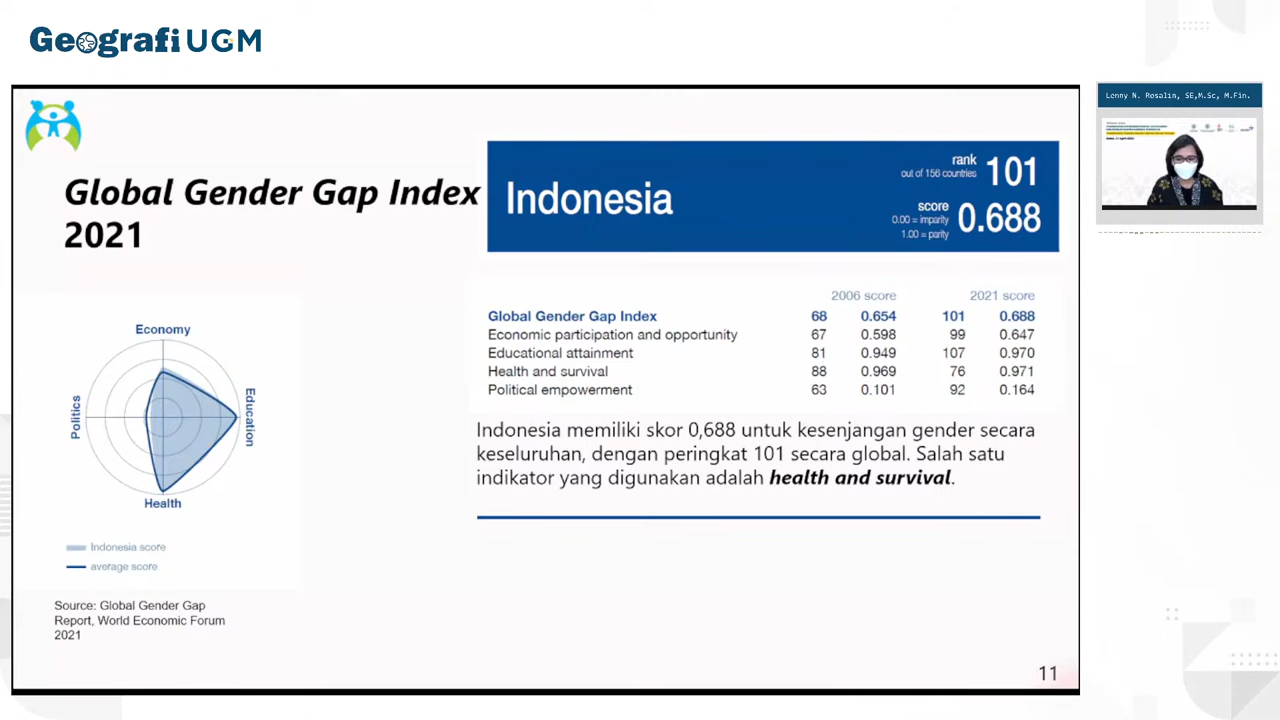 Geografi UGM
Lenny N. Rosalin, SE,M.Sc, M.Fin.
Global Gender Gap Index
2021
Indonesia
rank
out of 156 countries
101
score
0.00 = imparity
1.00 = parity
0.688
2006 score 2021 score
Global Gender Gap Index 68 0.654 101 0.688
Economic participation and opportunity 67 0.598 99 0.647
Educational attainment 81 0.949 107 0.970
Health and survival 88 0.969 76 0.971
Political empowerment 63 0.101 92 0.164
Economy
Politics
Education
Health
Indonesia score
average score
Source: Global Gender Gap
Report, World Economic Forum
2021
Indonesia memiliki skor 0,688 untuk kesenjangan gender secara
keseluruhan, dengan peringkat 101 secara global. Salah satu
indikator yang digunakan adalah health and survival.
11